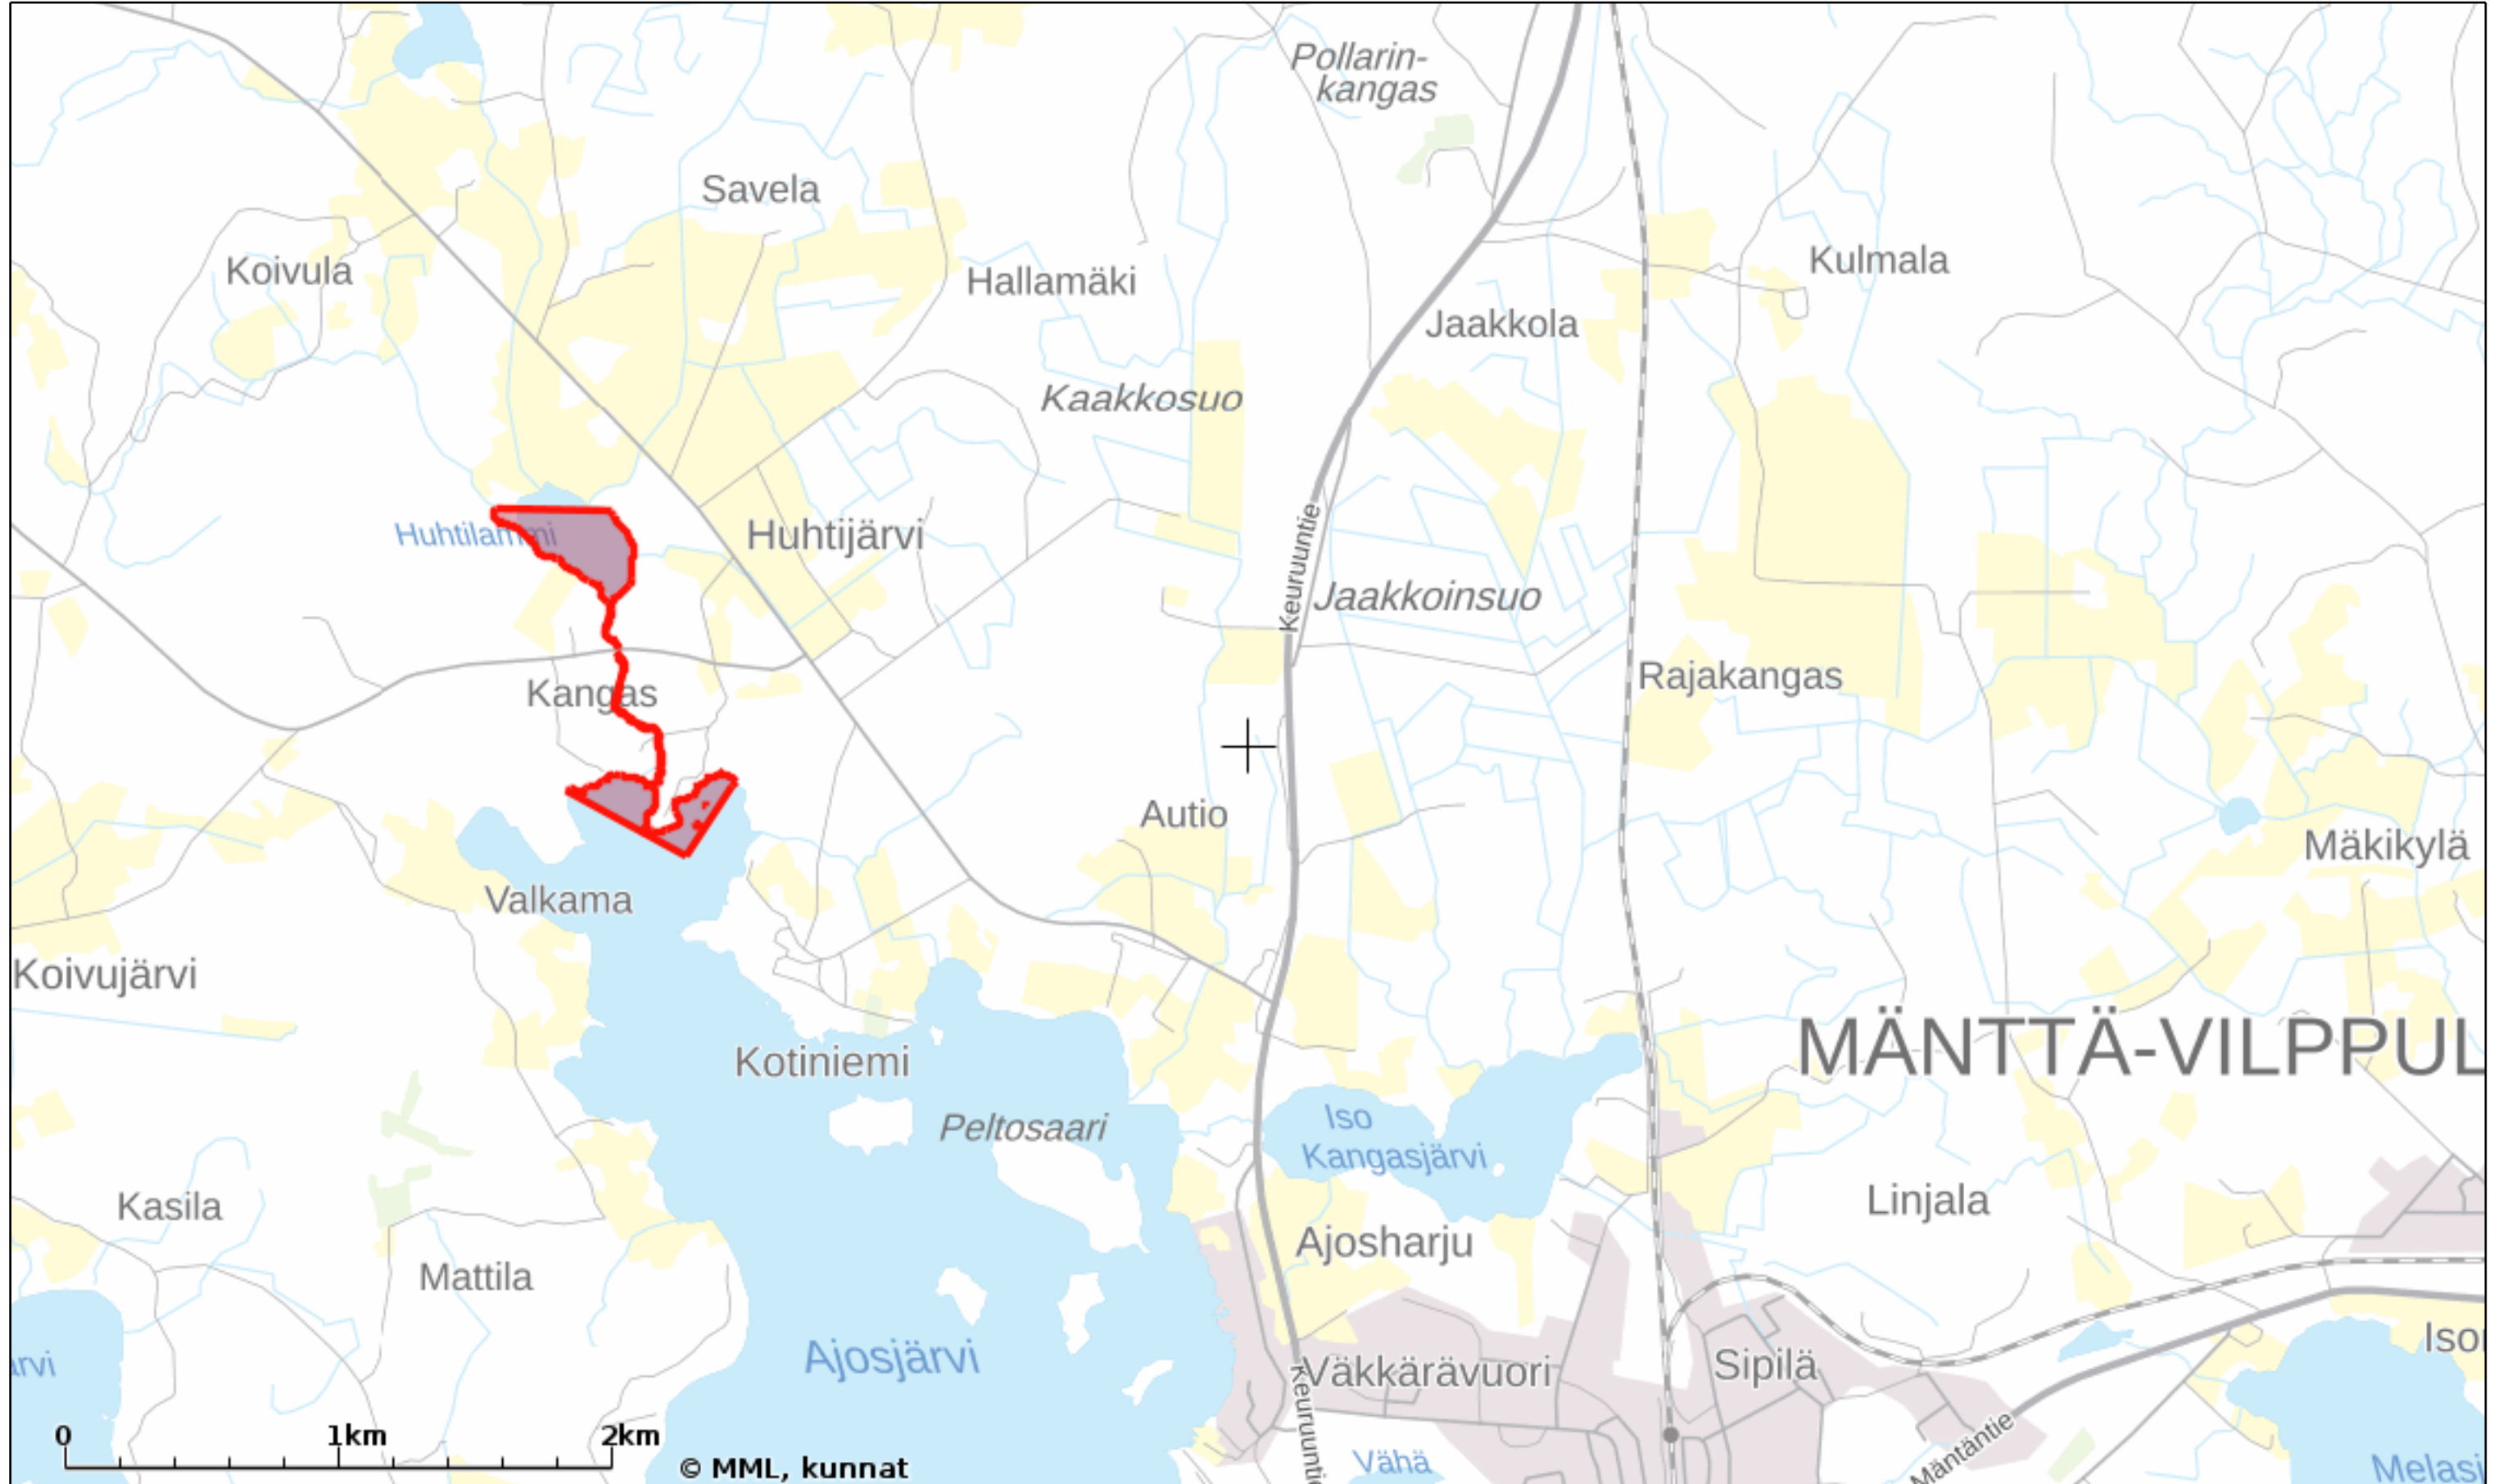 Pollarin-
kangas
Savela
Koivula
Hallamäki
Kulmala
Jaakkola
Kaakkosuo
Huhtilammi
Huhtijärvi
Keuruuntie
Jaakkoinsuo
Kangas
Rajakangas
Autio
Mäkikylä
Valkama
Koivujärvi
MÄNTTÄ-VILPPUL
Kotiniemi
Peltosaari
Iso
Kangasjärvi
Kasila
Linjala
Ajosharju
Mattila
Ajosjärvi
Väkkärävuori
Sipilä
Iso
ärvi
Keuruuntie
0 1km 2km
© MML, kunnat
Vähä
Mäntäntie
Melasj